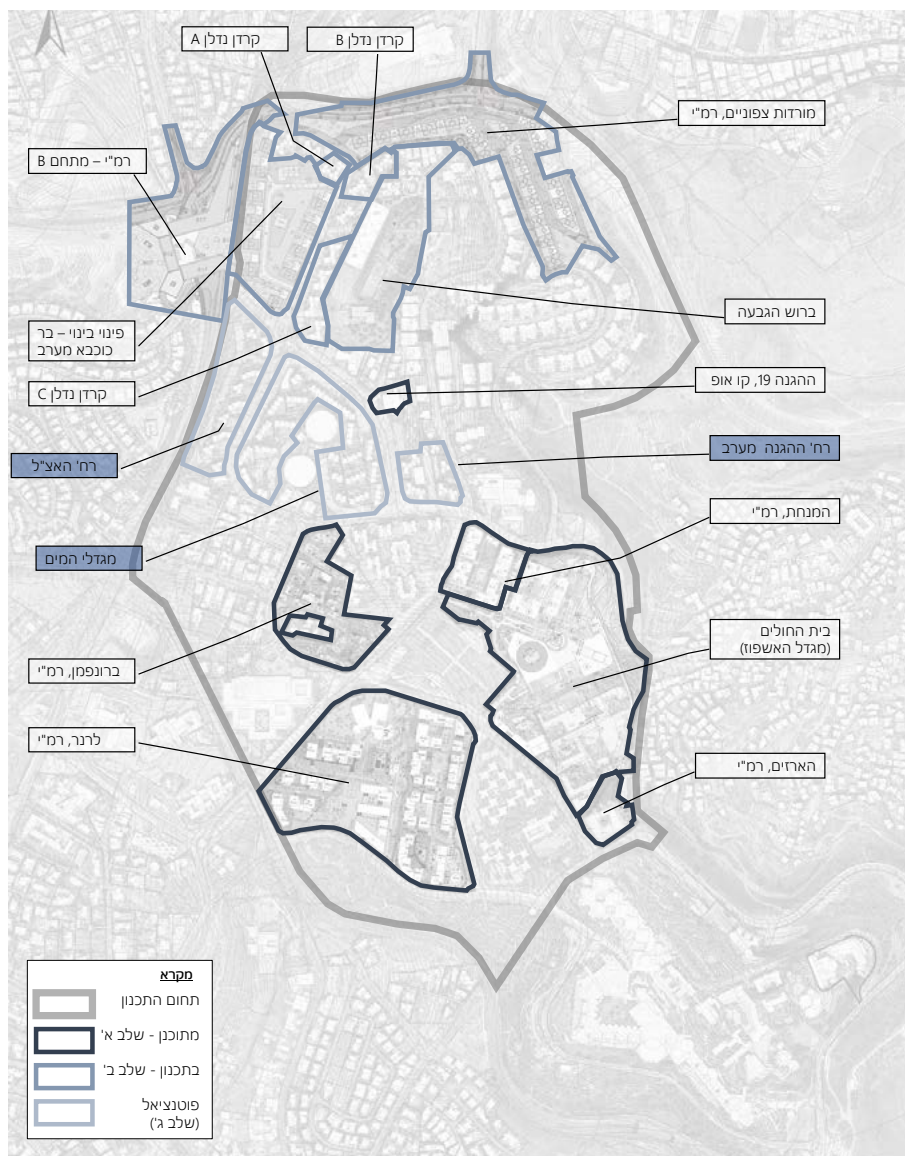 קרדן נדלן A
קרדן נדלן B
מורדות צפוניים, רמ"י
רמ"י – מתחם B
ברוש הגבעה
פינוי בינוי – בר
כוכבא מערב
ההגנה 19, קו אופ
קרדן נדלן C
רח' ההגנה מערב
רח' האצ"ל
המנחת, רמ"י
מגדלי המים
בית החולים
(מגדל האשפוז)
ברונפמן, רמ"י
לרנר, רמ"י
הארזים, רמ"י
מקרא
תחום התכנון
מתוכנן - שלב א'
בתכנון - שלב ב'
פוטנציאל
(שלב ג')